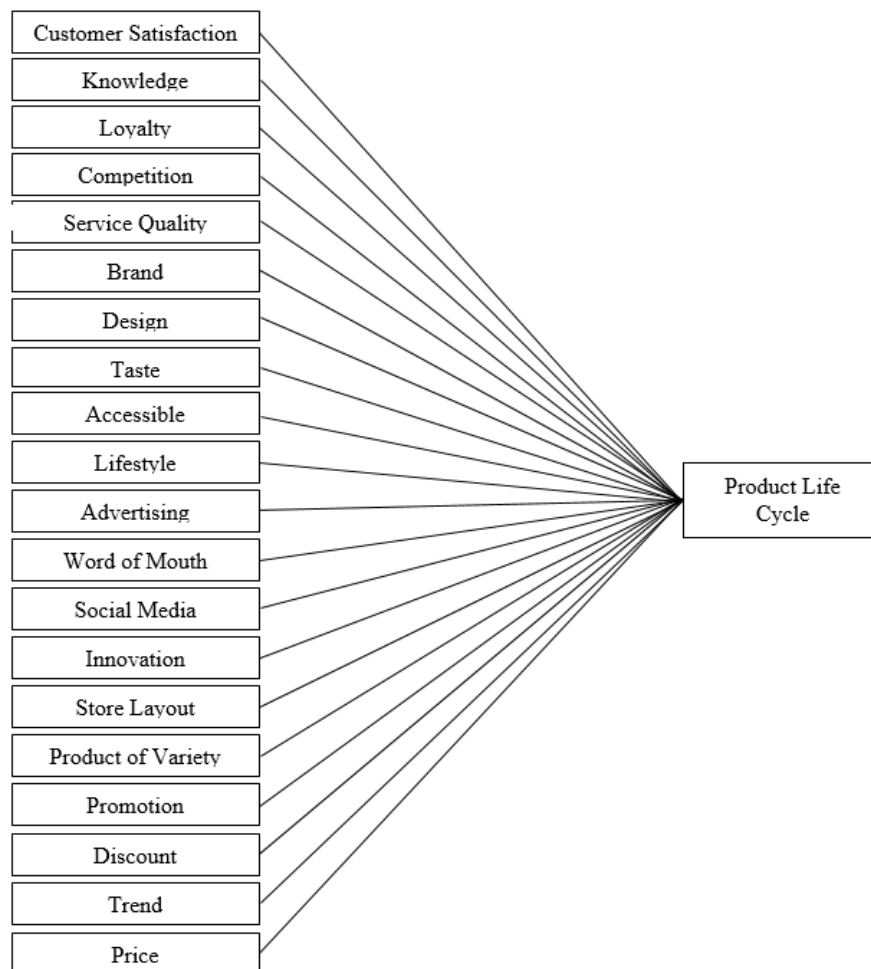 Customer Satisfaction
Knowledge
Loyalty
Competition
Service Quality
Brand
Design
Taste
Accessible
Lifestyle
Advertising
Word of Mouth
Social Media
Innovation
Store Layout
Product of Variety
Promotion
Discount
Trend
Price
Product Life
Cycle